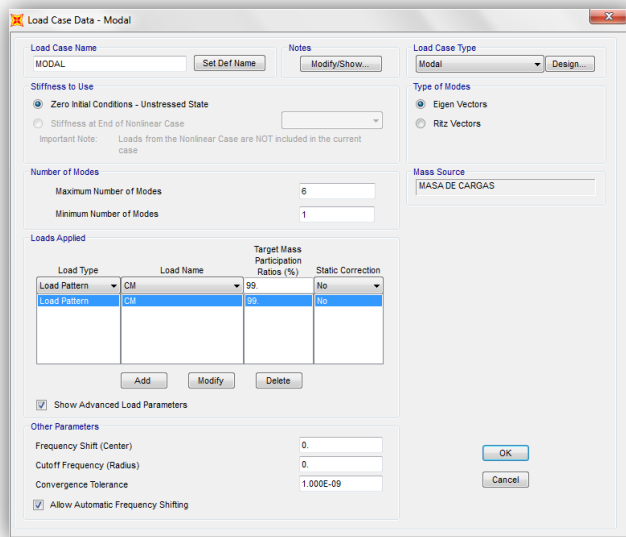 Load Case Data - Modal
Load Case Name
MODAL
Set Def Name
Notes
Modify/Show...
Load Case Type
Modal
Design...
Stiffness to Use
Zero Initial Conditions - Unstressed State
Stiffness at End of Nonlinear Case
Important Note: Loads from the Nonlinear Case are NOT included in the current
case
Type of Modes
Eigen Vectors
Ritz Vectors
Number of Modes
Maximum Number of Modes 6
Minimum Number of Modes 1
Mass Source
MASA DE CARGAS
Loads Applied
Load Type Load Name Target Mass Participation Ratios (%) Static Correction
Load Pattern CM 99. No
Load Pattern CM 99. No
Add Modify Delete
Show Advanced Load Parameters
Other Parameters
Frequency Shift (Center) 0.
Cutoff Frequency (Radius) 0.
Convergence Tolerance 1.000E-09
Allow Automatic Frequency Shifting
OK
Cancel